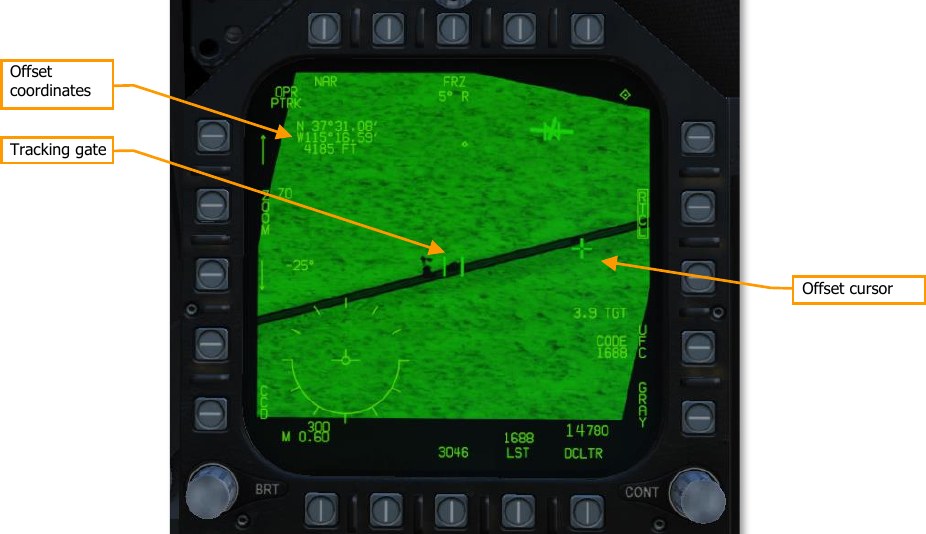 Offset
coordinates
Tracking gate
Offset cursor
NAR
FRZ
OPR
PTRK
5° R
N 37°31.08'
W115°16.59'
4185 FT
ZOOM
70
RTCL
-25°
3.9 TGT
CODE
1688
UFC
FCD
GRAY
300
M 0.60
3046
1688
LST
14780
DCLTR
BRT
CONT